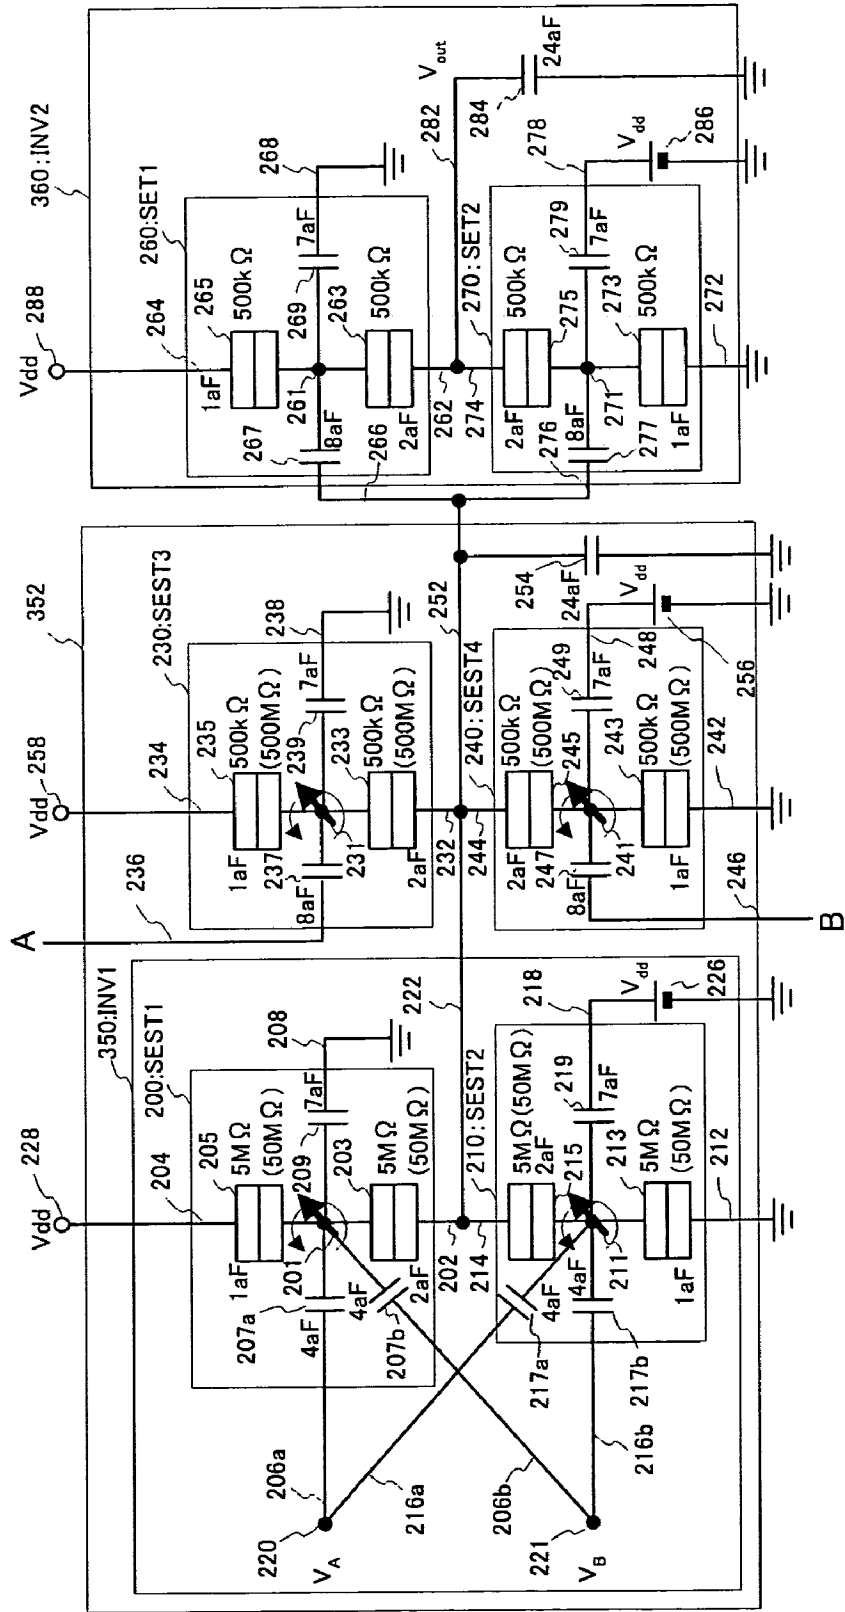 360:INV2
Vdd
288
260:SET1
264
265
1aF
500kΩ
268
7aF
269
261
263
500kΩ
267
8aF
266
2aF
262
274
282
Vout
284
24aF
270:SET2
2aF
500kΩ
275
276
8aF
277
271
279
7aF
278
Vdd
286
273
500kΩ
1aF
272
352
Vdd
258
230:SEST3
234
235
1aF
500kΩ
(500MΩ)
A
236
237
8aF
239
7aF
238
231
233
500kΩ
(500MΩ)
2aF
232
244
252
254
24aF
240:SEST4
2aF
500kΩ
(500MΩ)
245
247
8aF
241
249
7aF
248
Vdd
256
243
500kΩ
(500MΩ)
1aF
242
246
B
350:INV1
Vdd
228
200:SEST1
204
205
1aF
5MΩ
(50MΩ)
209
7aF
208
201
203
5MΩ
(50MΩ)
207a
4aF
4aF
207b
2aF
202
214
222
210:SEST2
5MΩ(50MΩ)
2aF
215
217a
4aF
4aF
217b
211
219
7aF
218
Vdd
226
213
5MΩ
(50MΩ)
1aF
212
206a
220
VA
216a
206b
216b
221
VB